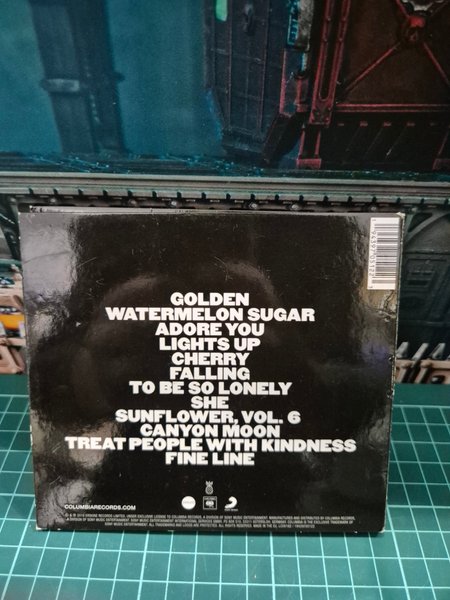 GOLDEN
WATERMELON SUGAR
ADORE YOU
LIGHTS UP
CHERRY
FALLING
TO BE SO LONELY
SHE
SUNFLOWER, VOL. 6
CANYON MOON
TREAT PEOPLE WITH KINDNESS
FINE LINE
COLUMBIARECORDS.COM